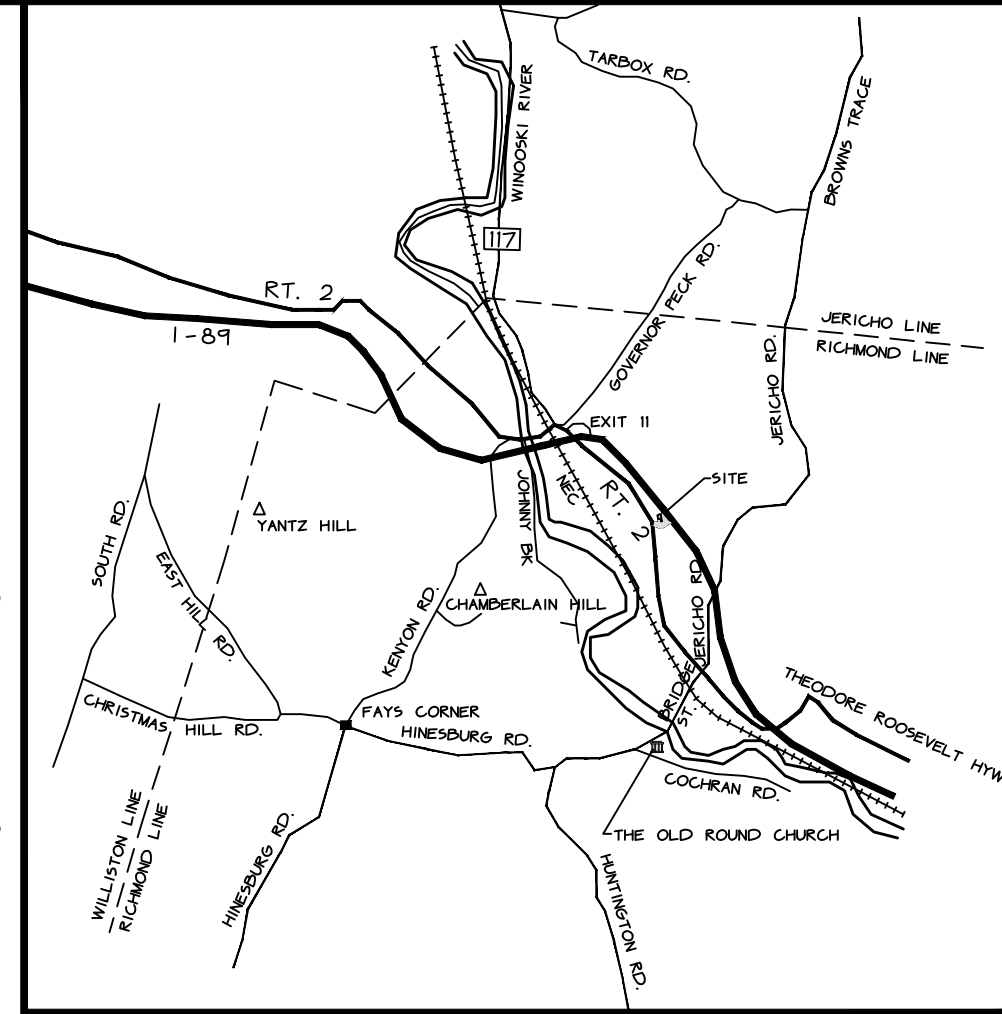 TARBOX RD.
WINOOSKI RIVER
BROWNS TRACE
117
GOVERNOR PECK RD.
RT. 2
JERICHO LINE
RICHMOND LINE
I-89
JERICHO RD.
EXIT 11
SITE
NEC
RT. 2
JOHNNY BK
YANTZ HILL
SOUTH RD.
EAST HILL RD.
CHAMBERLAIN HILL
KENYON RD.
JERICHO RD.
BRIDGE ST.
THEODORE ROOSEVELT HYW
CHRISTMAS HILL RD.
FAYS CORNER
HINESBURG RD.
COCHRAN RD.
THE OLD ROUND CHURCH
WILLISTON LINE
RICHMOND LINE
HINESBURG RD.
HUNTINGTON RD.